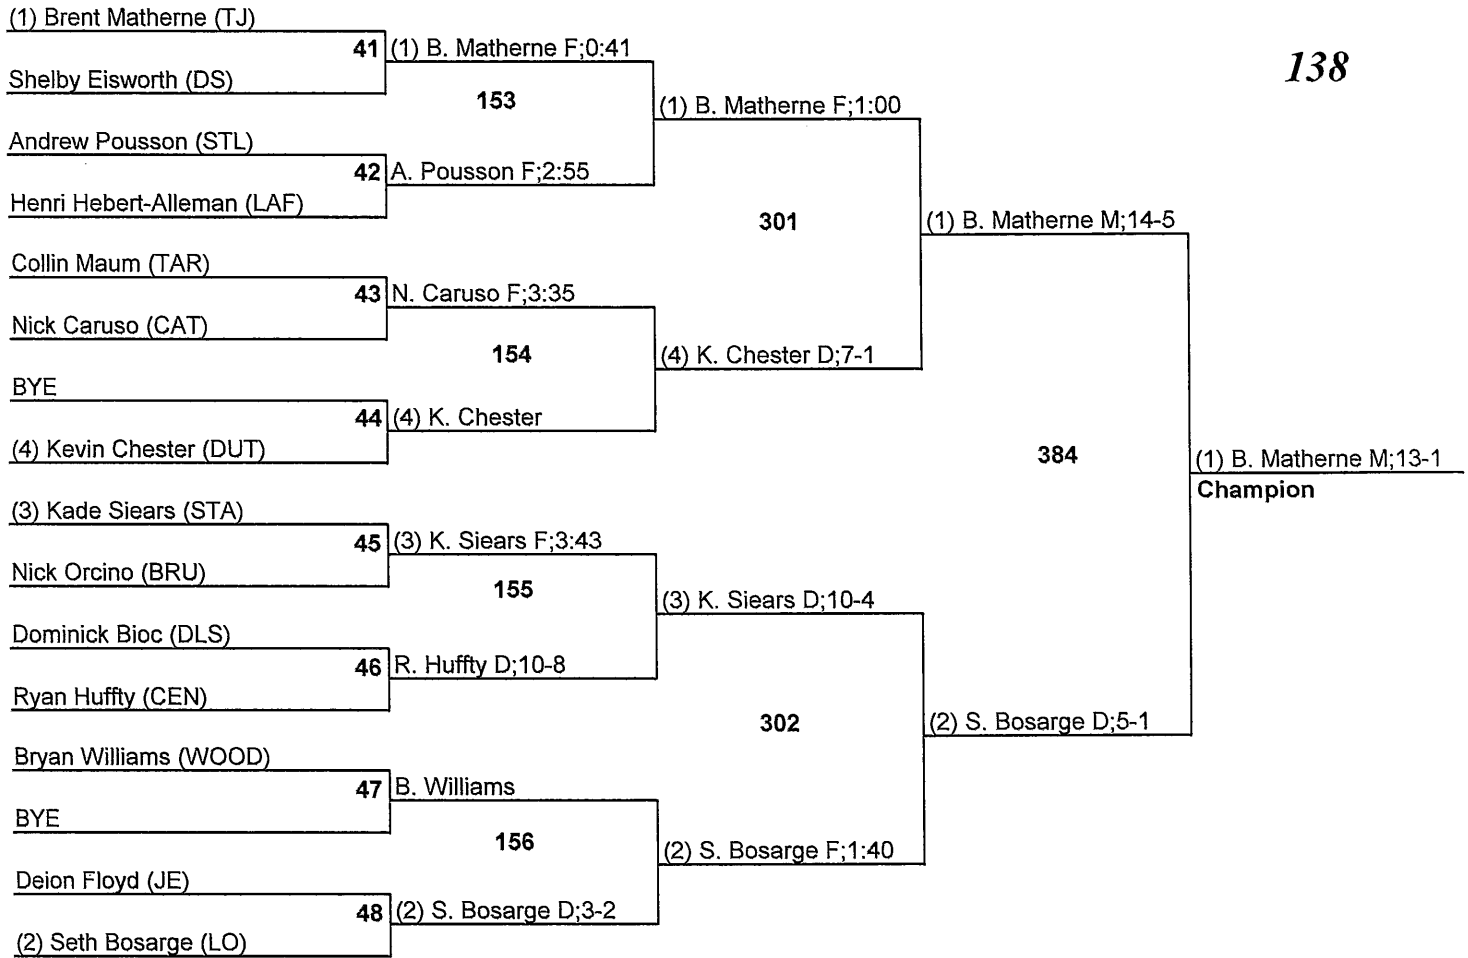 (1) Brent Matherne (TJ)
41
(1) B. Matherne F;0:41
138
Shelby Eisworth (DS)
153
(1) B. Matherne F;1:00
Andrew Pousson (STL)
42
A. Pousson F;2:55
Henri Hebert-Alleman (LAF)
301
(1) B. Matherne M;14-5
Collin Maum (TAR)
43
N. Caruso F;3:35
Nick Caruso (CAT)
154
(4) K. Chester D;7-1
BYE
44
(4) K. Chester
(4) Kevin Chester (DUT)
384
(1) B. Matherne M;13-1
Champion
(3) Kade Siears (STA)
45
(3) K. Siears F;3:43
Nick Orcino (BRU)
155
(3) K. Siears D;10-4
Dominick Bioc (DLS)
46
R. Huffty D;10-8
Ryan Huffty (CEN)
302
(2) S. Bosarge D;5-1
Bryan Williams (WOOD)
47
B. Williams
BYE
156
(2) S. Bosarge F;1:40
Deion Floyd (JE)
48
(2) S. Bosarge D;3-2
(2) Seth Bosarge (LO)